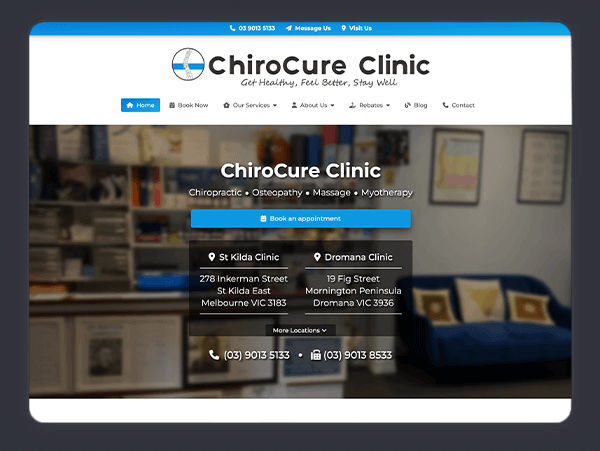 03 9013 5133 Message Us Visit Us
ChiroCure Clinic
Get Healthy, Feel Better, Stay Well
Home Book Now Our Services About Us Rebates Blog Contact
ChiroCure Clinic
Chiropractic • Osteopathy • Massage • Myotherapy
Book an appointment
St Kilda Clinic
278 Inkerman Street
St Kilda East
Melbourne VIC 3183
Dromana Clinic
19 Fig Street
Mornington Peninsula
Dromana VIC 3936
More Locations
(03) 9013 5133 • (03) 9013 8533